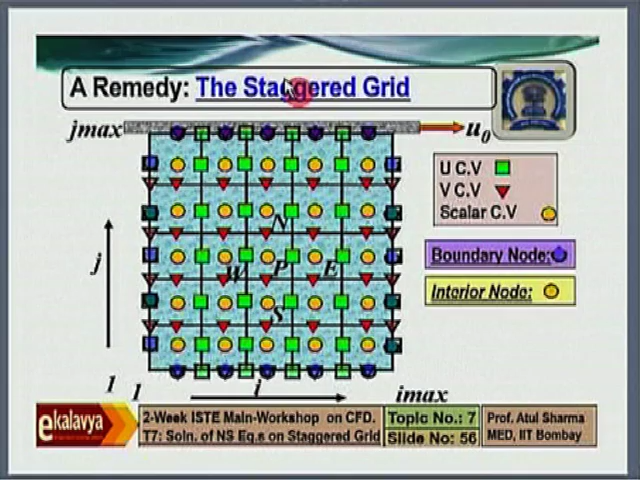 A Remedy: The Staggered Grid
jmax
u0
U C.V
V C.V
Scalar C.V
N
j
Boundary Node:
W P E
Interior Node:
S
1 1 i imax
ekalavya
2-Week ISTE Main-Workshop on CFD.
T7: Soln. of NS Eq.s on Staggered Grid
Topic No.: 7
Slide No: 56
Prof. Atul Sharma
MED, IIT Bombay